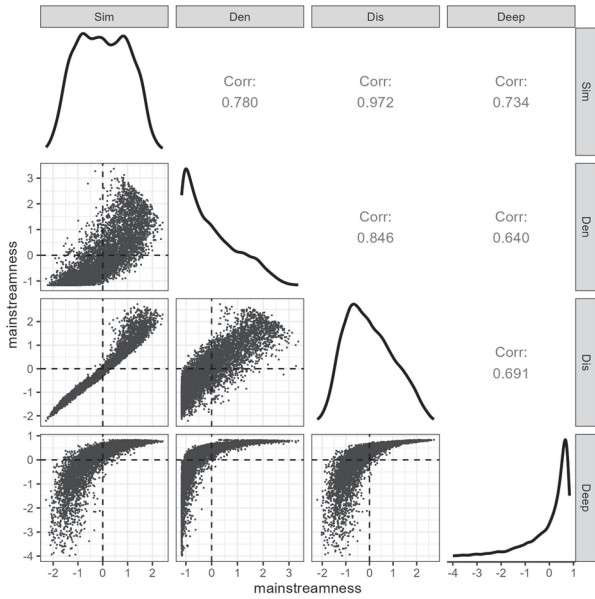 Sim Den Dis Deep
Corr:
0.780
Corr:
0.972
Corr:
0.734
Sim
3
2
1
0
-1
Corr:
0.846
Corr:
0.640
Den
mainstreamness
2
1
0
-1
-2
Corr:
0.691
Dis
1
0
-1
-2
-3
-4
Deep
-2 -1 0 1 2 -1 0 1 2 3 -2 -1 0 1 2 -4 -3 -2 -1 0 1
mainstreamness